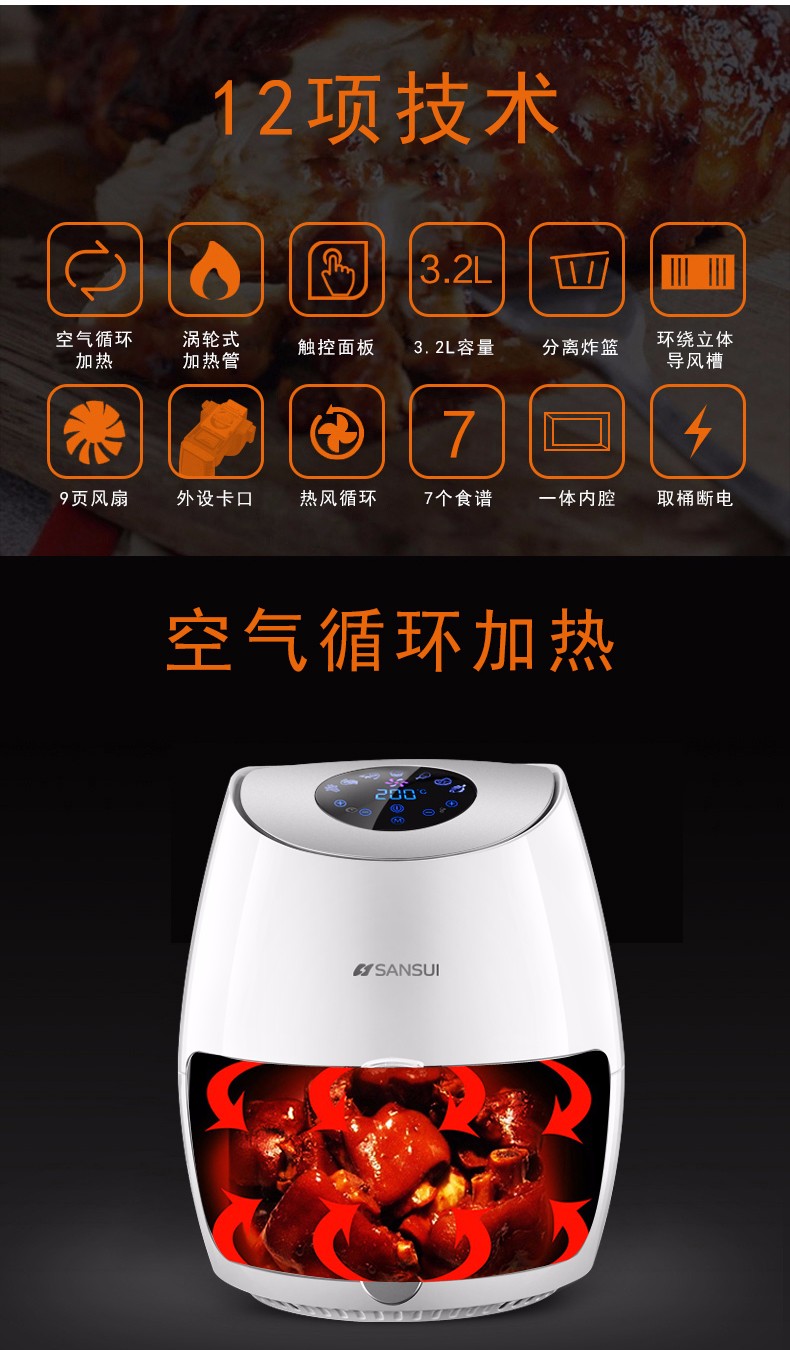 12项技术
3.2L
空气循环
加热
涡轮式
加热管
触控面板
3.2L容量
分离炸篮
环绕立体
导风槽
7
9页风扇
外设卡口
热风循环
7个食谱
一体内腔
取桶断电
空气循环加热
200°C
M
SANSUI